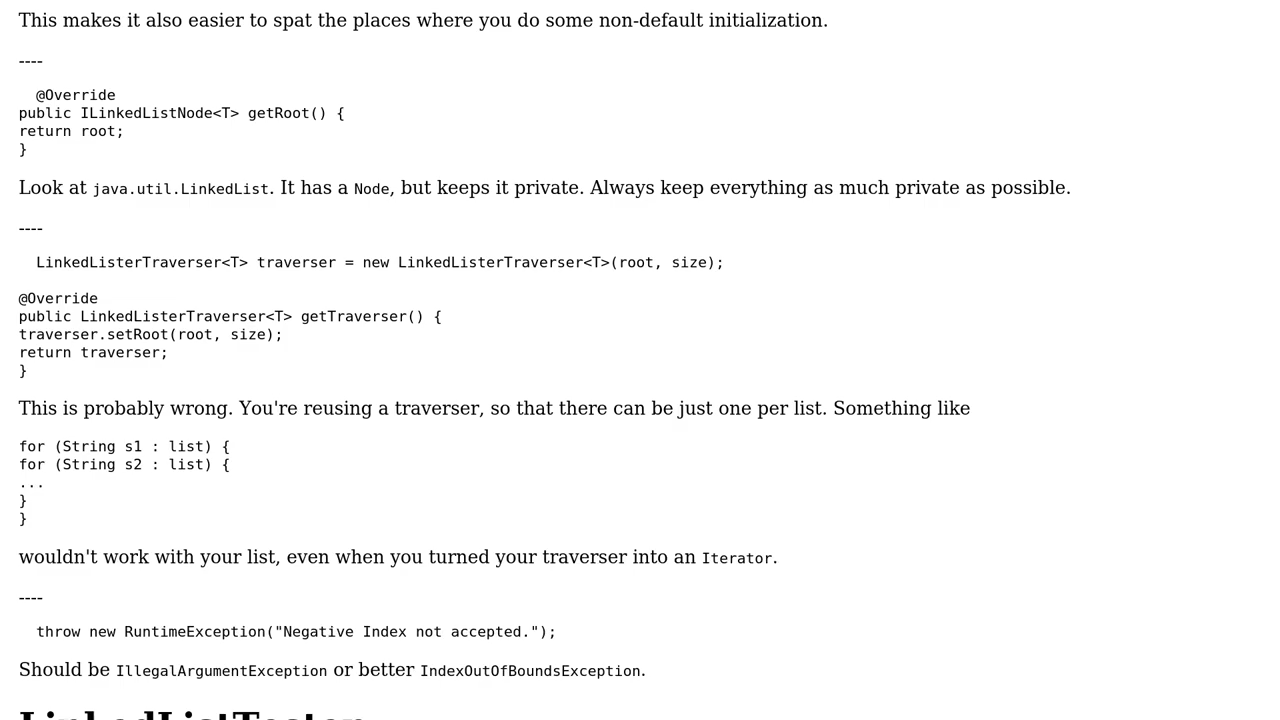 This makes it also easier to spat the places where you do some non-default initialization.
----
@Override
public ILinkedListNode<T> getRoot() {
return root;
}
Look at java.util.LinkedList. It has a Node, but keeps it private. Always keep everything as much private as possible.
----
LinkedListerTraverser<T> traverser = new LinkedListerTraverser<T>(root, size);
@Override
public LinkedListerTraverser<T> getTraverser() {
traverser.setRoot(root, size);
return traverser;
}
This is probably wrong. You're reusing a traverser, so that there can be just one per list. Something like
for (String s1 : list) {
for (String s2 : list) {
...
}
}
wouldn't work with your list, even when you turned your traverser into an Iterator.
----
throw new RuntimeException("Negative Index not accepted.");
Should be IllegalArgumentException or better IndexOutOfBoundsException.
LinkedListTester